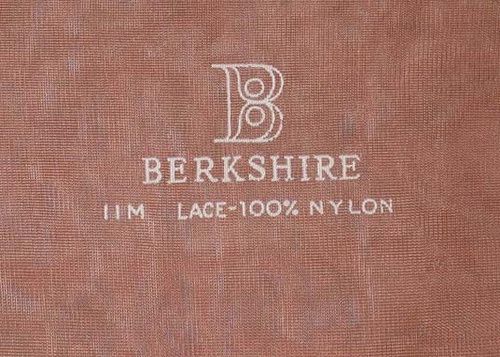 B
BERKSHIRE
11M LACE-100% NYLON